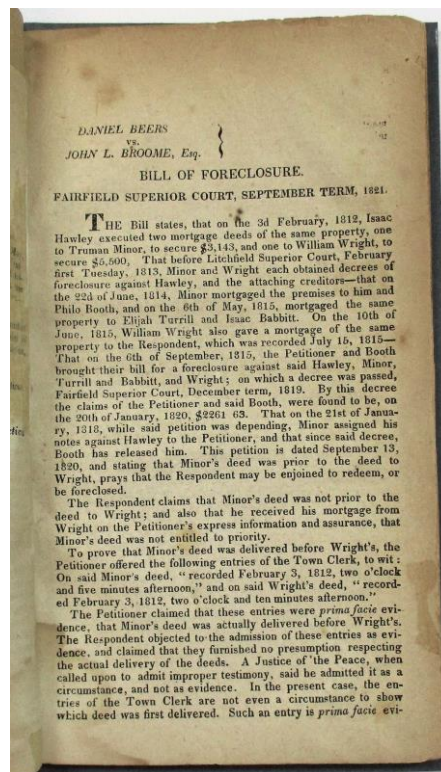 DANIEL BEERS
vs.
JOHN L. BROOME, Esq.
BILL OF FORECLOSURE.
FAIRFIELD SUPERIOR COURT, SEPTEMBER TERM, 1821.
THE Bill states, that on the 3d February, 1812, Isaac
Hawley executed two mortgage deeds of the same property, one
to Truman Minor, to secure $3,143, and one to William Wright, to
secure $5,500, That before Litchfield Superior Court, February
first Tuesday, 1813, Minor and Wright each obtained decrees of
foreclosure against Hawley, and the attaching creditors—that on
the 22d of June, 1814, Minor mortgaged the premises to him and
Philo Booth, and on the 6th of May, 1815, mortgaged the same
property to Elijah Turrill and Isaac Babbitt. On the 10th of
June, 1815, William Wright also gave a mortgage of the same
property to the Respondent, which was recorded July 15, 1815—
That on the 6th of September, 1815, the Petitioner and Booth
brought their bill for a foreclosure against said Hawley, Minor,
Turrill and Babbitt, and Wright; on which a decree was passed,
Fairfield Superior Court, December term, 1819. By this decree
the claims of the Petitioner and said Booth, were found to be, on
the 20th of January, 1820, $2261 63. That on the 21st of Janua-
ry, 1818, while said petition was depending, Minor assigned his
notes against Hawley to the Petitioner, and that since said decree,
Booth has released him. This petition is dated September 13,
1820, and stating that Minor's deed was prior to the deed to
Wright, prays that the Respondent may be enjoined to redeem, or
be foreclosed.
The Respondent claims that Minor's deed was not prior to the
deed to Wright; and also that he received his mortgage from
Wright on the Petitioner's express information and assurance, that
Minor's deed was not entitled to priority.
To prove that Minor's deed was delivered before Wright's, the
Petitioner offered the following entries of the Town Clerk, to wit:
On said Minor's deed, "recorded February 3, 1812, two o'clock
and five minutes afternoon," and on said Wright's deed, "record-
ed February 3, 1812, two o'clock and ten minutes afternoon."
The Petitioner claimed that these entries were prima facie evi-
dence, that Minor's deed was actually delivered before Wright's.
The Respondent objected to the admission of these entries as evi-
dence, and claimed that they furnished no presumption respecting
the actual delivery of the deeds. A Justice of the Peace, when
called upon to admit improper testimony, said he admitted it as a
circumstance, and not as evidence. In the present case, the en-
tries of the Town Clerk are not even a circumstance to show
which deed was first delivered. Such an entry is prima facie evi-